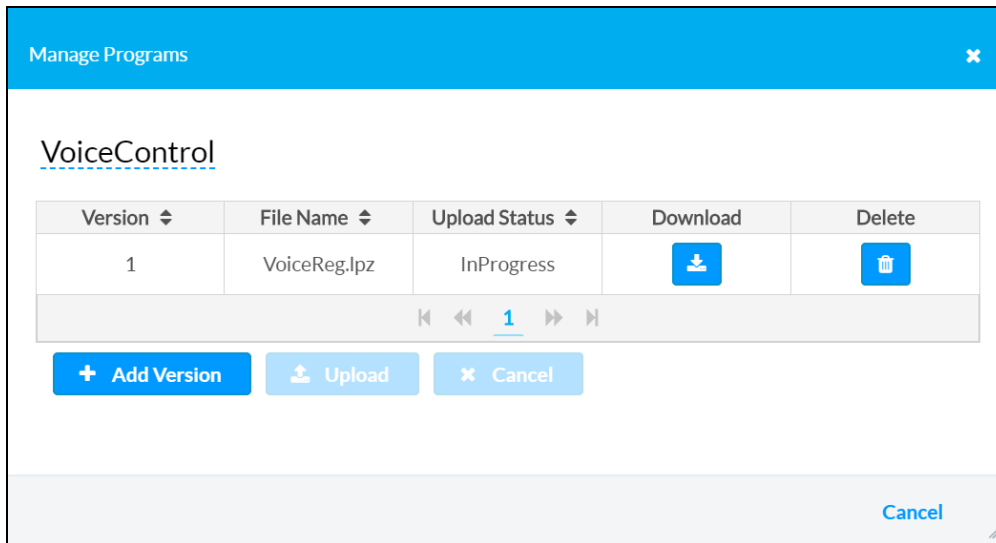 Manage Programs
VoiceControl
Version File Name Upload Status Download Delete
1 VoiceReg.lpz InProgress
1
Add Version Upload Cancel
Cancel